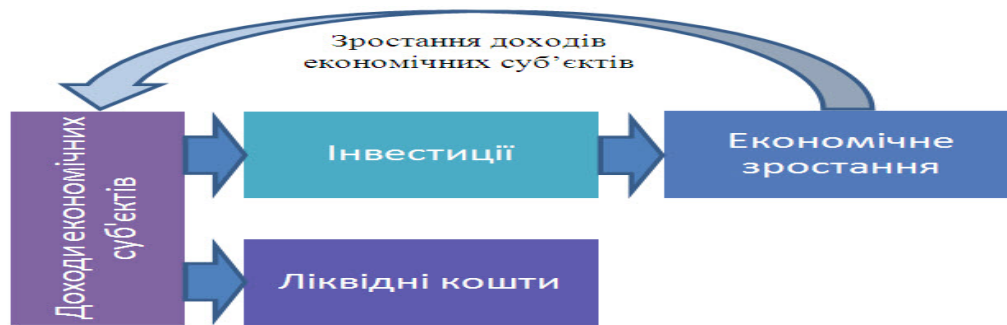 Зростання доходів
економічних суб’єктів
Доходи економічних
суб'єктів
Інвестиції
Економічне
зростання
Ліквідні кошти